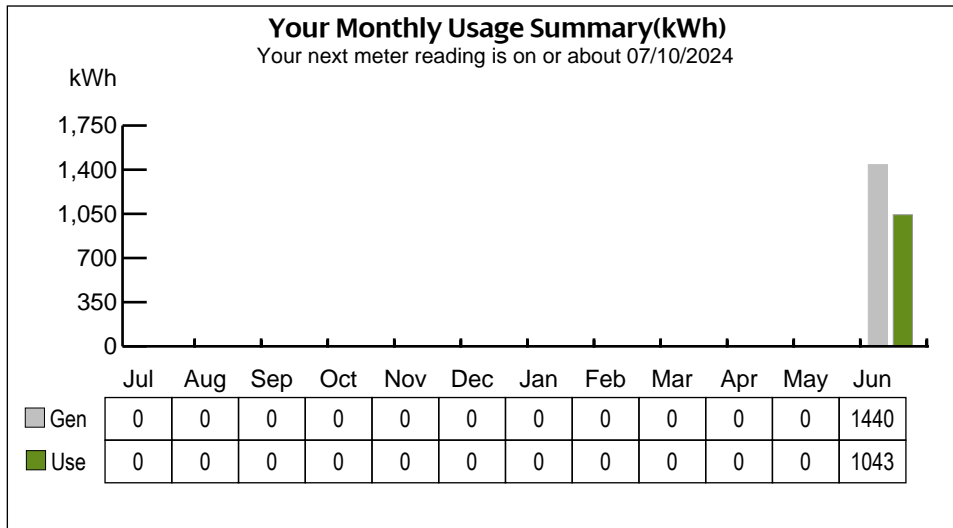 Your Monthly Usage Summary(kWh)
Your next meter reading is on or about 07/10/2024
kWh
1,750
1,400
1,050
700
350
0
Jul Aug Sep Oct Nov Dec Jan Feb Mar Apr May Jun
Gen 0 0 0 0 0 0 0 0 0 0 0 1440
Use 0 0 0 0 0 0 0 0 0 0 0 1043